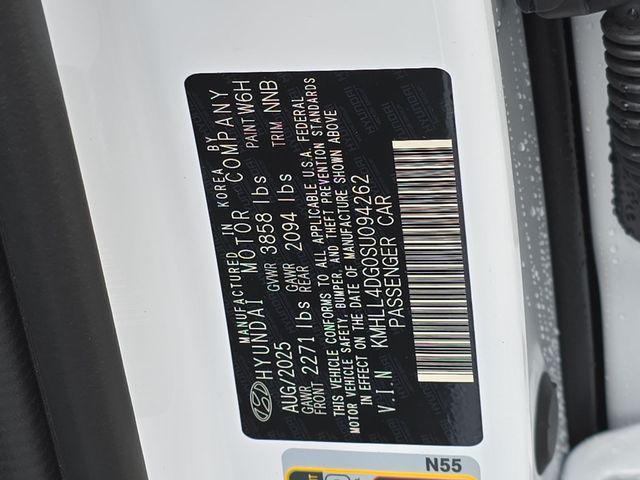 MANUFACTURED IN KOREA BY
HYUNDAI MOTOR COMPANY
AUG/2025 GVWR 3858 lbs PAINT W6H
GAWR FRONT 2271 lbs GAWR REAR 2094 lbs TRIM NNB
THIS VEHICLE CONFORMS TO ALL APPLICABLE U.S.A. FEDERAL
MOTOR VEHICLE SAFETY, BUMPER, AND THEFT PREVENTION STANDARDS
IN EFFECT ON THE DATE OF MANUFACTURE SHOWN ABOVE
V.I.N KMHLL4DG0SU094262
PASSENGER CAR
N55